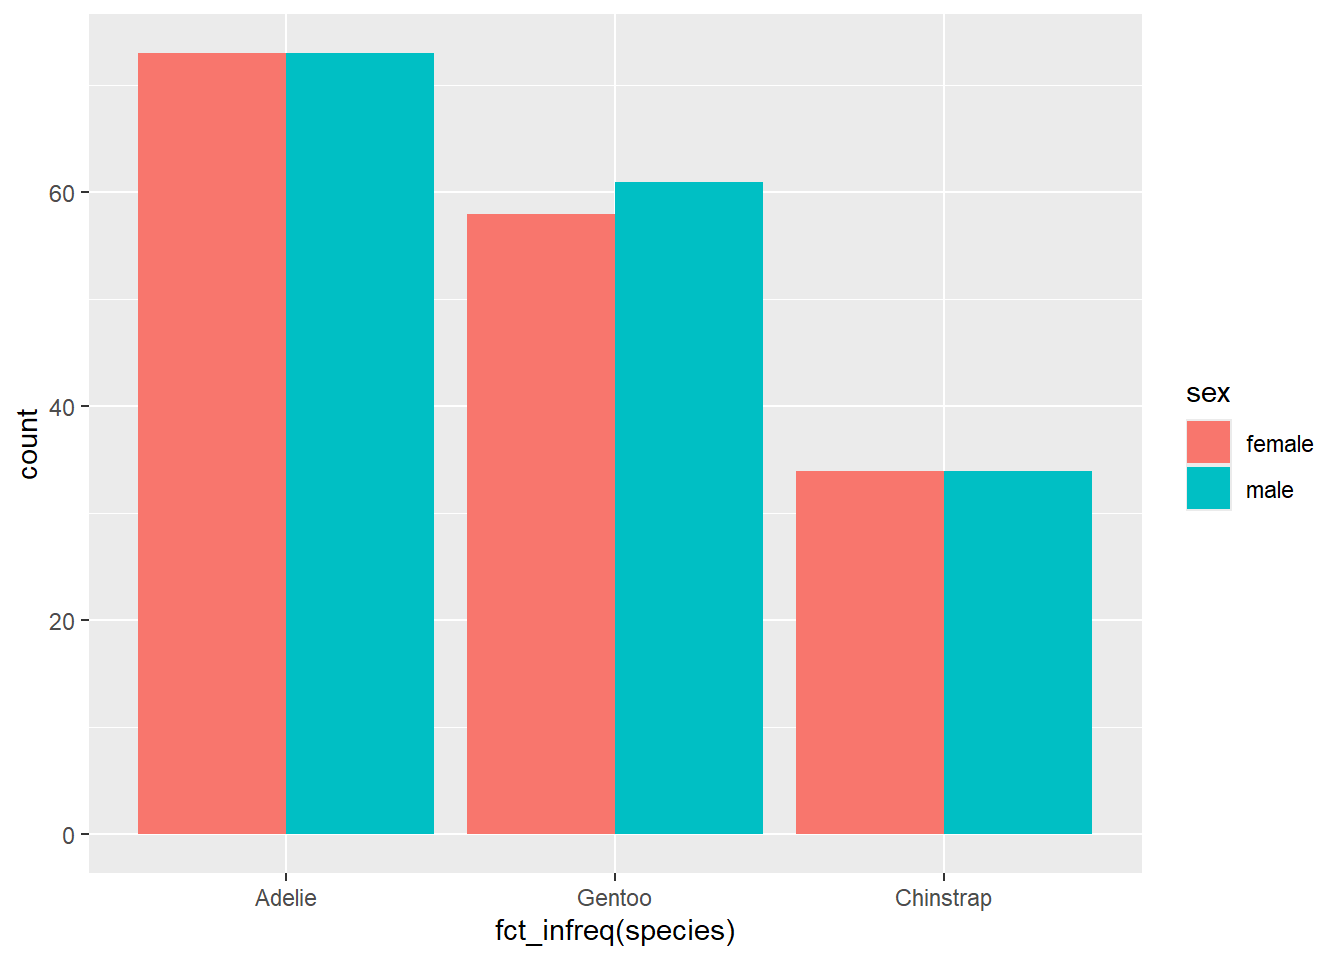 60
40
20
0
count
Adelie
Gentoo
Chinstrap
fct_infreq(species)
sex
female
male